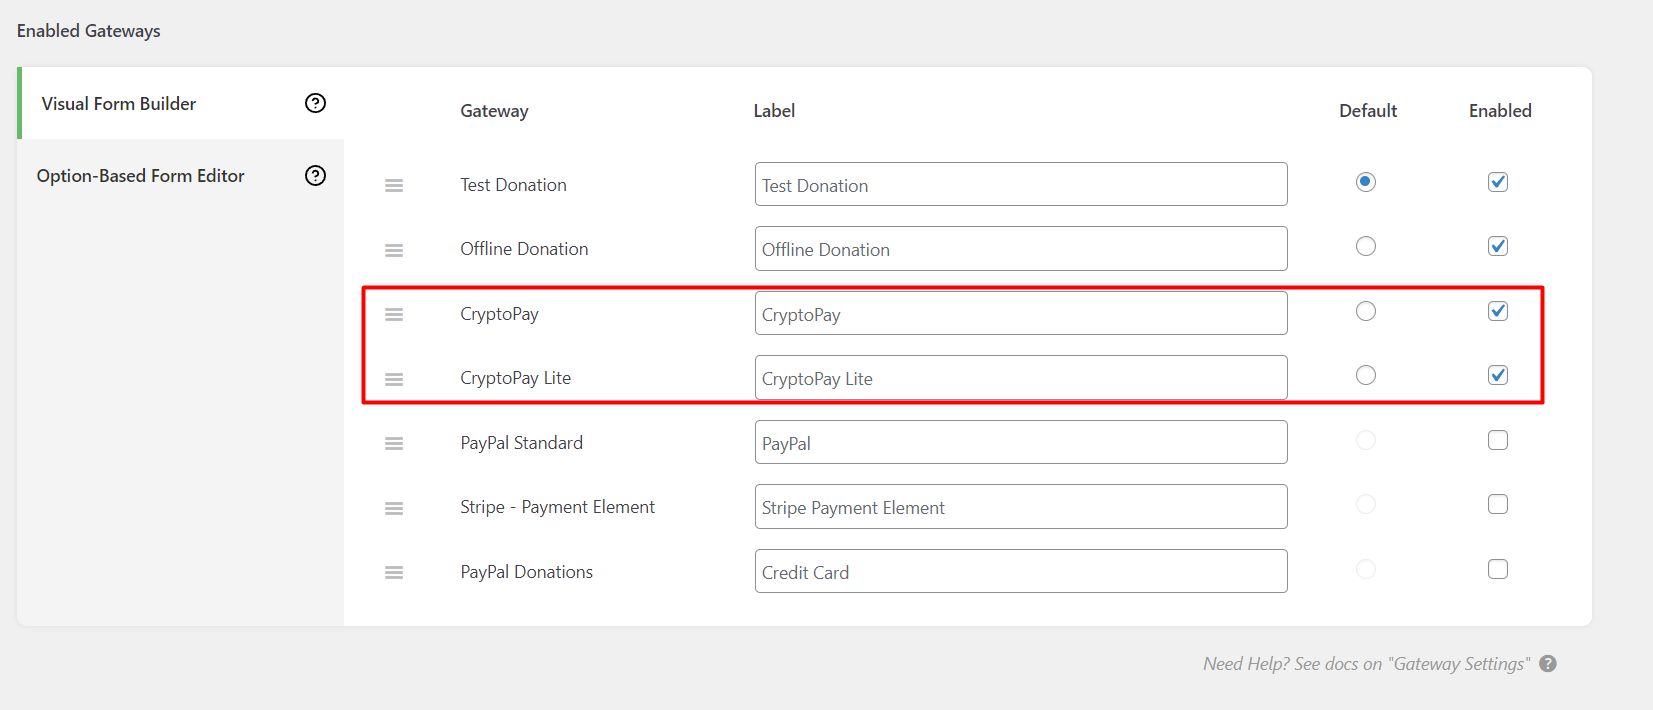 Enabled Gateways
Visual Form Builder
Option-Based Form Editor
Gateway Label Default Enabled
Test Donation Test Donation
Offline Donation Offline Donation
CryptoPay CryptoPay
CryptoPay Lite CryptoPay Lite
PayPal Standard PayPal
Stripe - Payment Element Stripe Payment Element
PayPal Donations Credit Card
Need Help? See docs on "Gateway Settings"